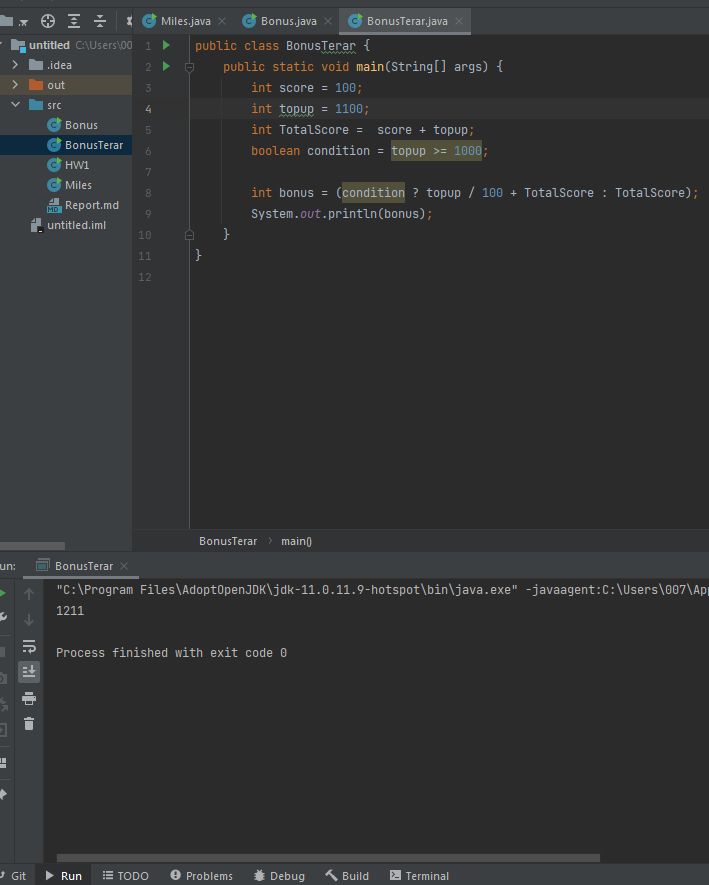 Miles.java
Bonus.java
BonusTerar.java
untitled C:\Users\00
.idea
out
src
Bonus
BonusTerar
HW1
Miles
Report.md
untitled.iml
1 public class BonusTerar {
2 public static void main(String[] args) {
3 int score = 100;
4 int topup = 1100;
5 int TotalScore =  score + topup;
6 boolean condition = topup >= 1000;
7
8 int bonus = (condition ? topup / 100 + TotalScore : TotalScore);
9 System.out.println(bonus);
10 }
11 }
12
BonusTerar > main()
un: BonusTerar
"C:\Program Files\AdoptOpenJDK\jdk-11.0.11.9-hotspot\bin\java.exe" -javaagent:C:\Users\007\Ap
1211
Process finished with exit code 0
Git Run TODO Problems Debug Build Terminal